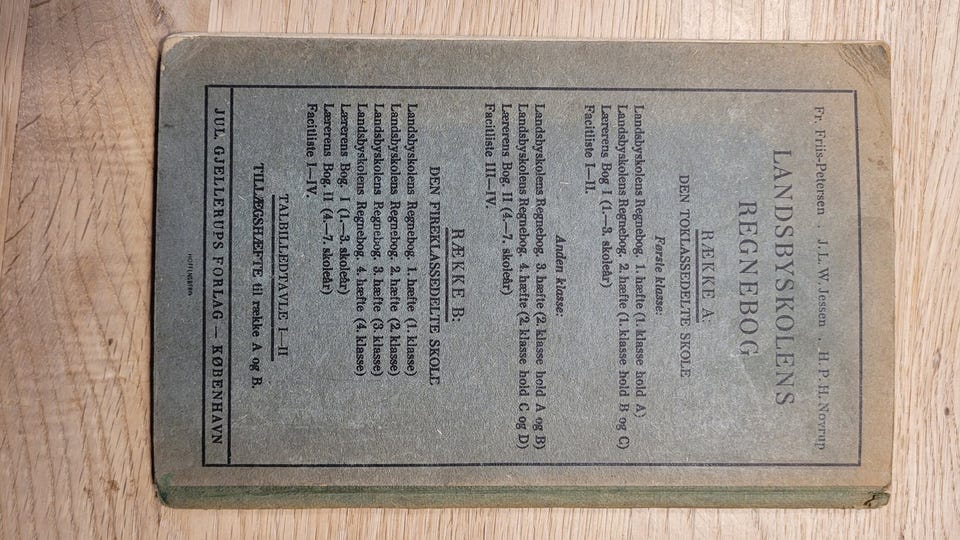 Fr. Friis-Petersen . J. L. W. Jessen . H. P. H. Novrup
LANDSBYSKOLENS
REGNEBOG
RÆKKE A:
DEN TOKLASSEDELTE SKOLE
Første klasse:
Landsbyskolens Regnebog. 1. hæfte (1. klasse hold A)
Landsbyskolens Regnebog. 2. hæfte (1. klasse hold B og C)
Lærerens Bog I (1.—3. skoleår)
Facitliste I—II.
Anden klasse:
Landsbyskolens Regnebog. 3. hæfte (2. klasse hold A og B)
Landsbyskolens Regnebog. 4. hæfte (2. klasse hold C og D)
Lærerens Bog. II (4.—7. skoleår)
Facitliste III—IV.
RÆKKE B:
DEN FIREKLASSEDELTE SKOLE
Landsbyskolens Regnebog. 1. hæfte (1. klasse)
Landsbyskolens Regnebog. 2. hæfte (2. klasse)
Landsbyskolens Regnebog. 3. hæfte (3. klasse)
Landsbyskolens Regnebog. 4. hæfte (4. klasse)
Lærerens Bog. I (1.—3. skoleår)
Lærerens Bog. II (4.—7. skoleår)
Facitliste I—IV.
TALBILLEDTAVLE I—II
TILLÆGSHÆFTE til række A og B.
JUL. GJELLERUPS FORLAG — KØBENHAVN